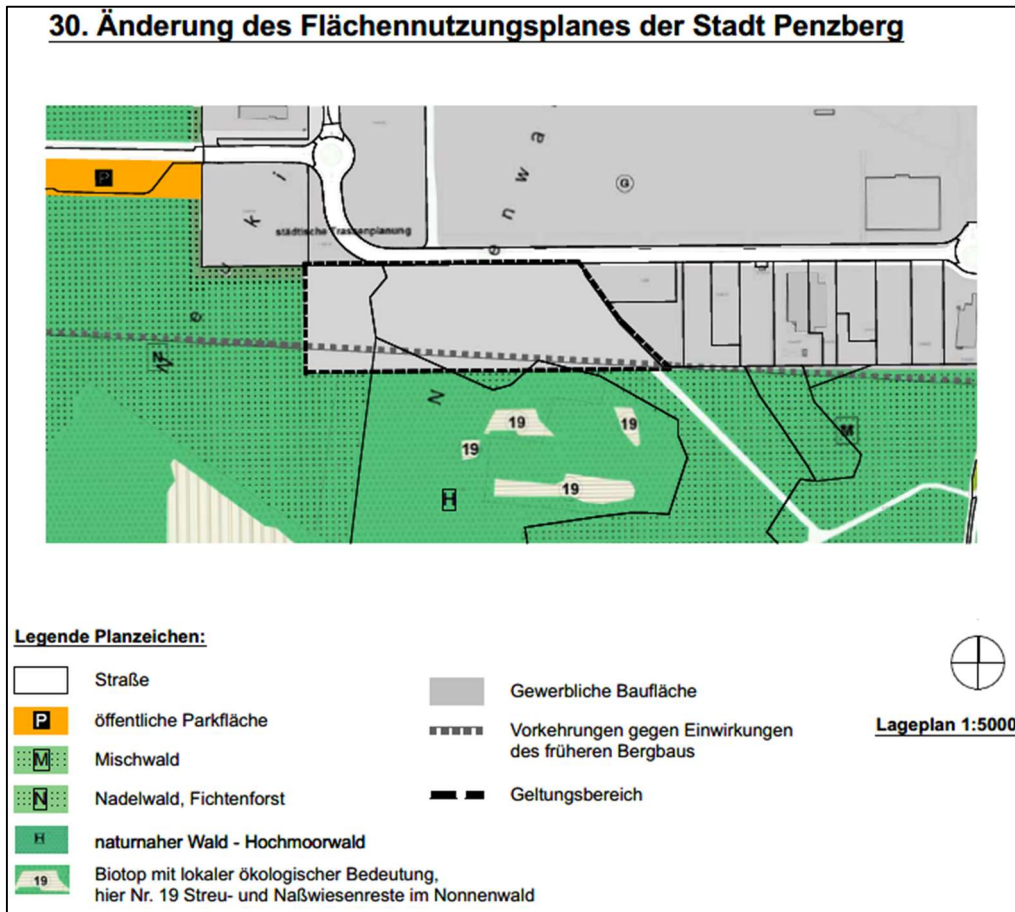 30. Änderung des Flächennutzungsplanes der Stadt Penzberg
P
G
städtische Trassenplanung
N e u k i
N
N o n n e n w a
M
19
19
19
19
H
Legende Planzeichen:
Straße
P öffentliche Parkfläche
M Mischwald
N Nadelwald, Fichtenforst
H naturnaher Wald - Hochmoorwald
19 Biotop mit lokaler ökologischer Bedeutung,
hier Nr. 19 Streu- und Naßwiesenreste im Nonnenwald
Gewerbliche Baufläche
Vorkehrungen gegen Einwirkungen
des früheren Bergbaus
Geltungsbereich
Lageplan 1:5000